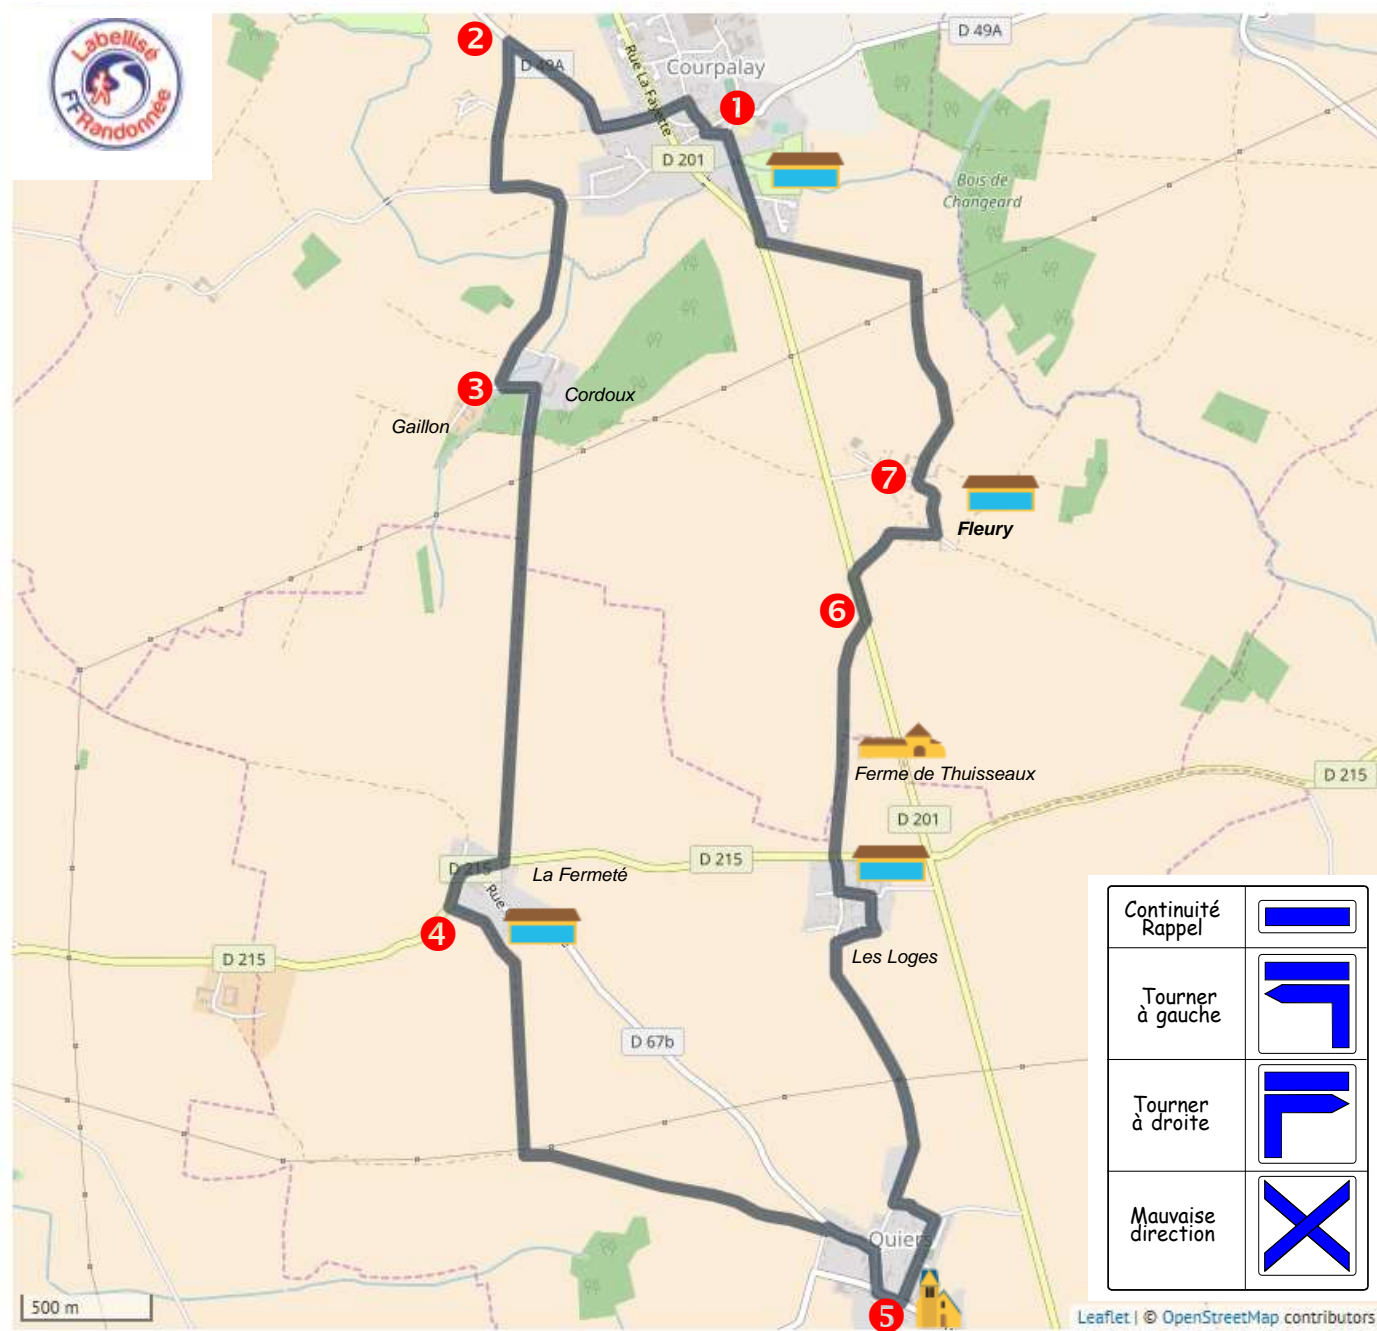 Labellisé
FFRandonnée
2
D 49A
Rue La Fayette
Courpalay
D 49A
1
D 201
Bois de
Changeard
3
Cordoux
Gaillon
7
Fleury
6
Ferme de Thuisseaux
D 215
D 201
D 215
D 215
La Fermeté
Rue
4
D 215
Les Loges
D 67b
Quiers
5
500 m
Continuité
Rappel
Tourner
à gauche
Tourner
à droite
Mauvaise
direction
Leaflet | © OpenStreetMap contributors